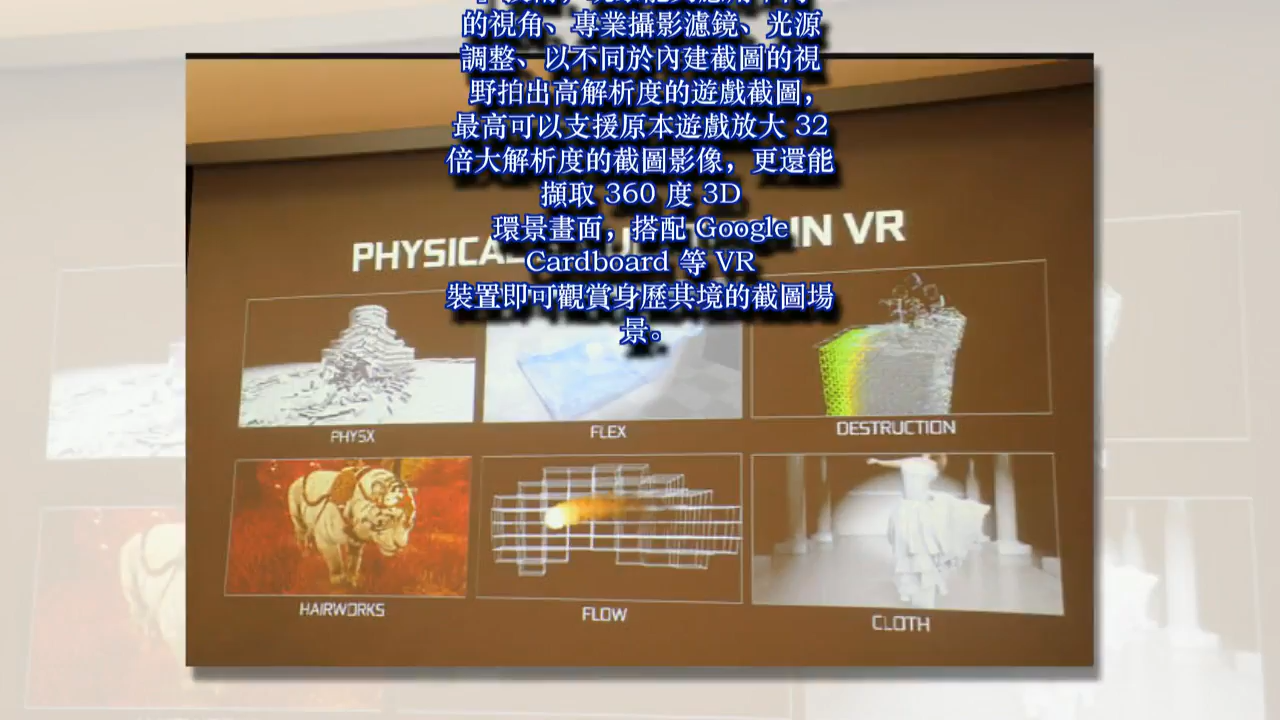 的視角、專業攝影濾鏡、光源
調整、以不同於內建截圖的視
野拍出高解析度的遊戲截圖，
最高可以支援原本遊戲放大 32
倍大解析度的截圖影像，更還能
擷取 360 度 3D
環景畫面，搭配 Google
Cardboard 等 VR
裝置即可觀賞身歷其境的截圖場
景。
IN VR
PHYSX
FLEX
DESTRUCTION
HAIRWORKS
FLOW
CLOTH